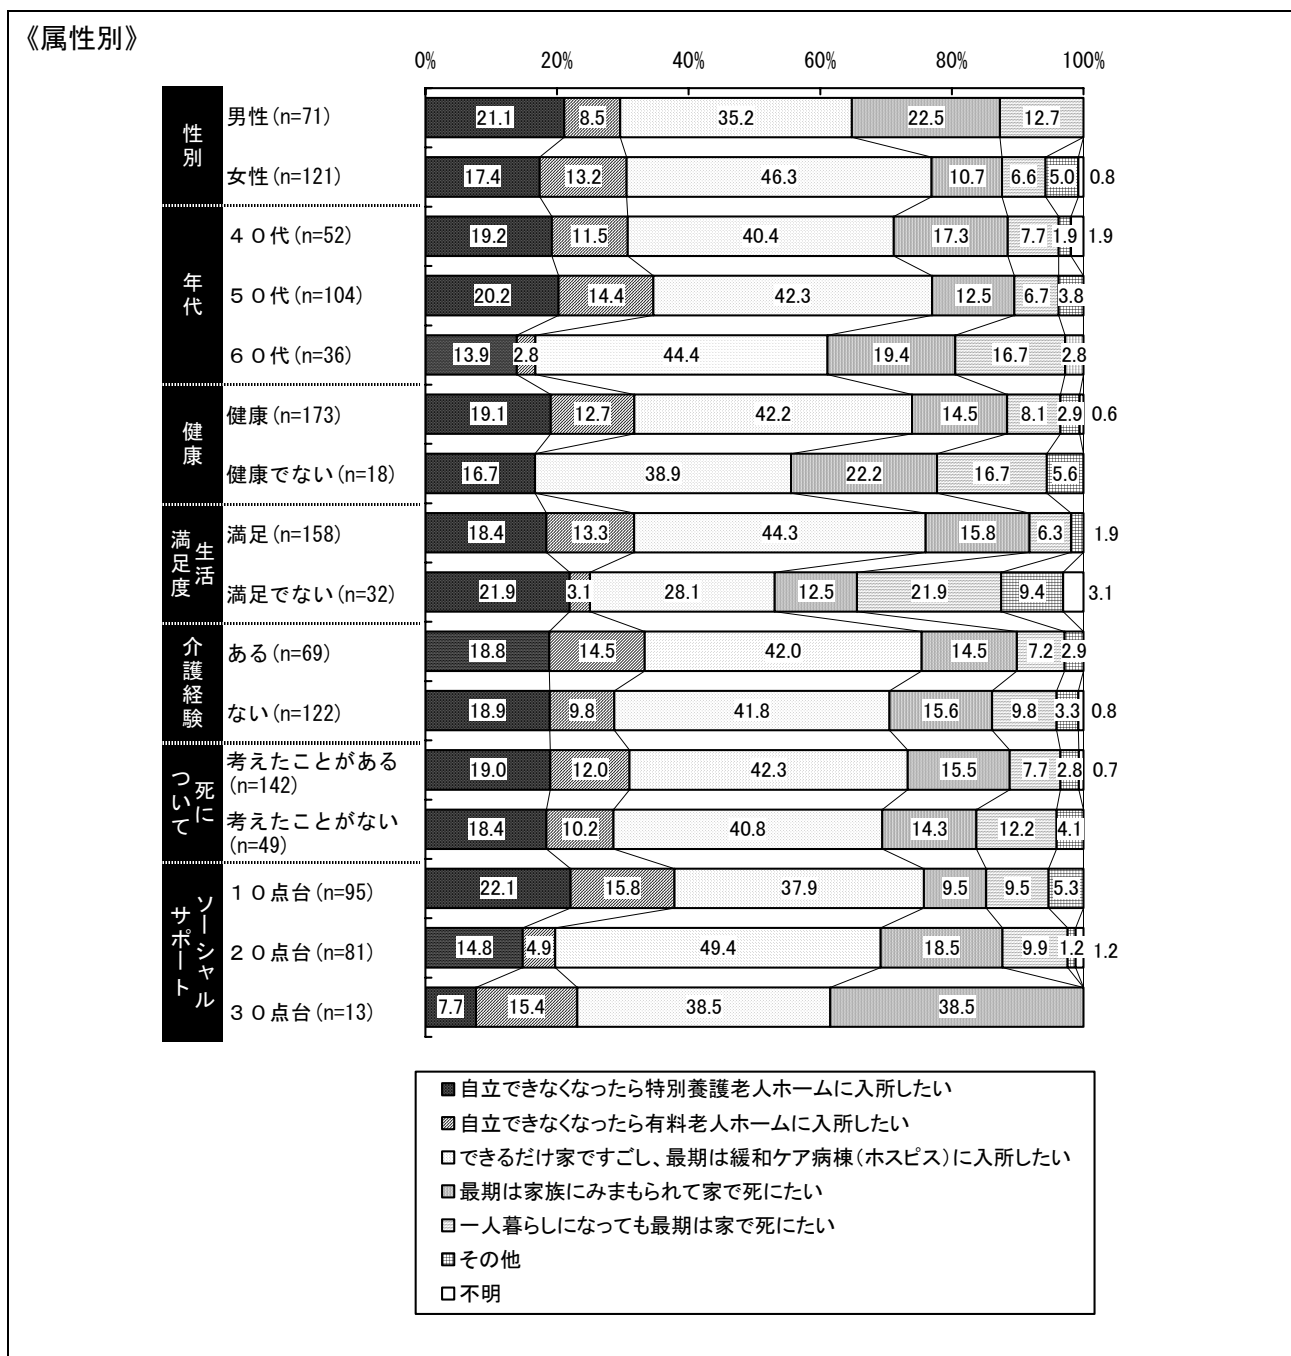 《属性別》
0% 20% 40% 60% 80% 100%
性別
男性(n=71) 21.1 8.5 35.2 22.5 12.7
女性(n=121) 17.4 13.2 46.3 10.7 6.6 5.0 0.8
年代
４０代(n=52) 19.2 11.5 40.4 17.3 7.7 1.9 1.9
５０代(n=104) 20.2 14.4 42.3 12.5 6.7 3.8
６０代(n=36) 13.9 2.8 44.4 19.4 16.7 2.8
健康
健康(n=173) 19.1 12.7 42.2 14.5 8.1 2.9 0.6
健康でない(n=18) 16.7 38.9 22.2 16.7 5.6
生活満足度
満足(n=158) 18.4 13.3 44.3 15.8 6.3 1.9
満足でない(n=32) 21.9 3.1 28.1 12.5 21.9 9.4 3.1
介護経験
ある(n=69) 18.8 14.5 42.0 14.5 7.2 2.9
ない(n=122) 18.9 9.8 41.8 15.6 9.8 3.3 0.8
死について
考えたことがある
(n=142) 19.0 12.0 42.3 15.5 7.7 2.8 0.7
考えたことがない
(n=49) 18.4 10.2 40.8 14.3 12.2 4.1
ソーシャルサポート
１０点台(n=95) 22.1 15.8 37.9 9.5 9.5 5.3
２０点台(n=81) 14.8 4.9 49.4 18.5 9.9 1.2 1.2
３０点台(n=13) 7.7 15.4 38.5 38.5
自立できなくなったら特別養護老人ホームに入所したい
自立できなくなったら有料老人ホームに入所したい
できるだけ家ですごし、最期は緩和ケア病棟(ホスピス)に入所したい
最期は家族にみまもられて家で死にたい
一人暮らしになっても最期は家で死にたい
その他
不明